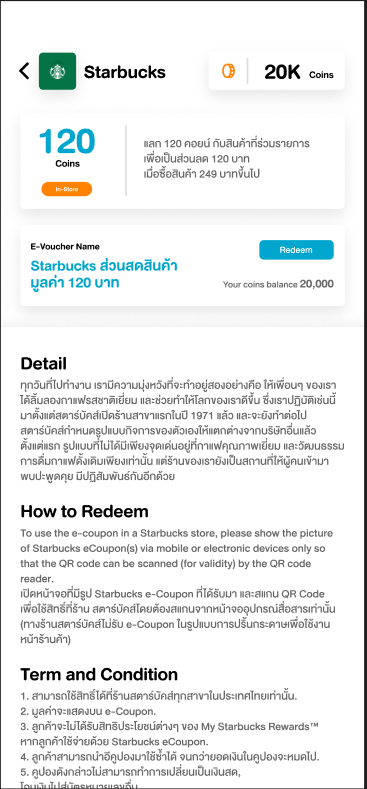 Starbucks
20K Coins
120
Coins
In-Store
แลก 120 คอยน์ กับสินค้าที่ร่วมรายการ
เพื่อเป็นส่วนลด 120 บาท
เมื่อซื้อสินค้า 249 บาทขึ้นไป
E-Voucher Name
Starbucks ส่วนสดสินค้า
มูลค่า 120 บาท
Redeem
Your coins balance 20,000
Detail
ทุกวันที่ไปทำงาน เรามีความมุ่งหวังที่จะทำอยู่สองอย่างคือ ให้เพื่อนๆ ของเรา
ได้ลิ้มลองกาแฟรสชาติเยี่ยม และช่วยทำให้โลกของเราดีขึ้น ซึ่งเราปฏิบัติเช่นนี้
มาตั้งแต่สตาร์บัคส์เปิดร้านสาขาแรกในปี 1971 แล้ว และจะยังทำต่อไป
สตาร์บัคส์กำหนดรูปแบบกิจการของตัวเองให้แตกต่างจากบริษัทอื่นแล้ว
ตั้งแต่แรก รูปแบบที่ไม่ได้มีเพียงจุดเด่นอยู่ที่กาแฟคุณภาพเยี่ยม และวัฒนธรรม
การดื่มกาแฟดั้งเดิมเพียงเท่านั้น แต่ร้านของเรายังเป็นสถานที่ให้ผู้คนเข้ามา
พบปะพูดคุย มีปฏิสัมพันธ์กันอีกด้วย
How to Redeem
To use the e-coupon in a Starbucks store, please show the picture
of Starbucks eCoupon(s) via mobile or electronic devices only so
that the QR code can be scanned (for validity) by the QR code
reader.
เปิดหน้าจอที่มีรูป Starbucks e-Coupon ที่ได้รับมา และสแกน QR Code
เพื่อใช้สิทธิ์ที่ร้าน สตาร์บัคส์โดยต้องสแกนจากหน้าจออุปกรณ์สื่อสารเท่านั้น
(ทางร้านสตาร์บัคส์ไม่รับ e-Coupon ในรูปแบบการปริ้นกระดาษเพื่อใช้งาน
หน้าร้านค้า)
Term and Condition
1. สามารถใช้สิทธิ์ได้ที่ร้านสตาร์บัคส์ทุกสาขาในประเทศไทยเท่านั้น.
2. มูลค่าจะแสดงบน e-Coupon.
3. ลูกค้าจะไม่ได้รับสิทธิประโยชน์ต่างๆ ของ My Starbucks Rewards™
หากลูกค้าใช้จ่ายด้วย Starbucks eCoupon.
4. ลูกค้าสามารถนำอีคูปองมาใช้ซ้ำได้ จนกว่ายอดเงินในคูปองจะหมดไป.
5. คูปองดังกล่าวไม่สามารถทำการเปลี่ยนเป็นเงินสด,
โอนเงินไปสู่บัตรหมายเลขอื่น